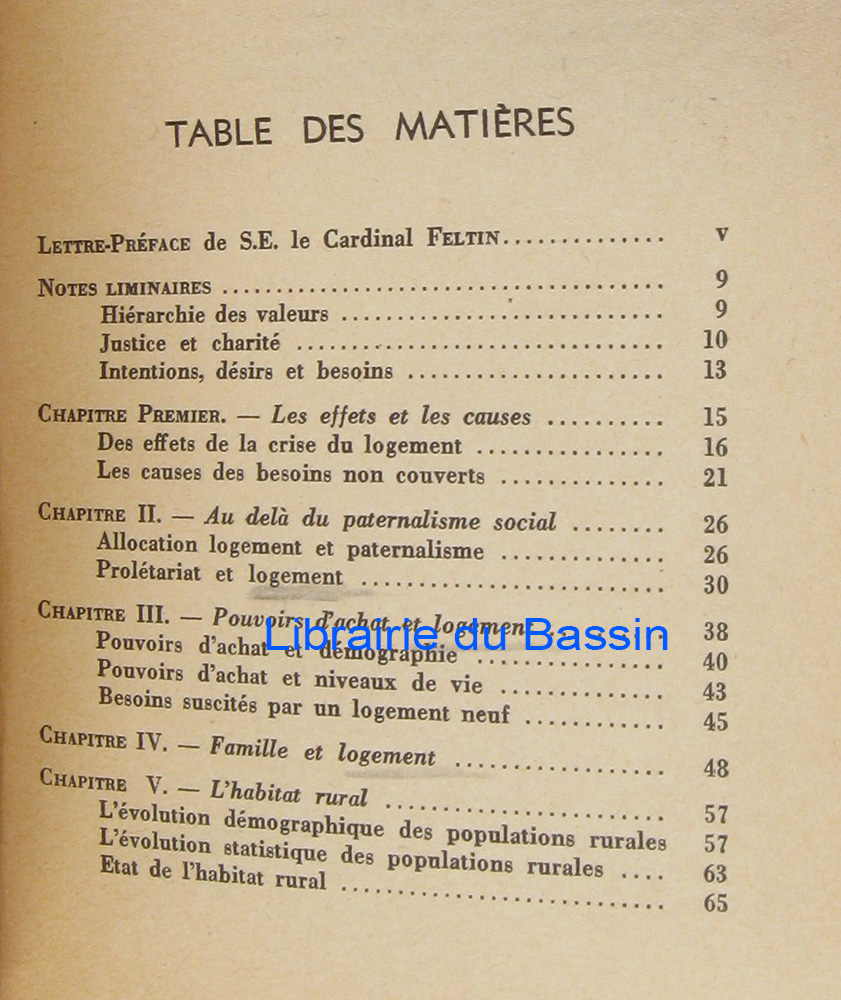 TABLE DES MATIÈRES
LETTRE-PRÉFACE de S.E. le Cardinal FELTIN.............. V
NOTES LIMINAIRES ....................................... 9
Hiérarchie des valeurs ............................ 9
Justice et charité ................................ 10
Intentions, désirs et besoins ...................... 13
CHAPITRE PREMIER. — Les effets et les causes .......... 15
Des effets de la crise du logement ................ 16
Les causes des besoins non couverts .............. 21
CHAPITRE II. — Au delà du paternalisme social ........ 26
Allocation logement et paternalisme .............. 26
Prolétariat et logement .......................... 30
CHAPITRE III. — Pouvoirs d'achat et logement ........ 38
Librairie du Bassin
Pouvoirs d'achat et démographie ................ 40
Pouvoirs d'achat et niveaux de vie .............. 43
Besoins suscités par un logement neuf ............ 45
CHAPITRE IV. — Famille et logement .................. 48
CHAPITRE V. — L'habitat rural ........................ 57
L'évolution démographique des populations rurales 57
L'évolution statistique des populations rurales .... 63
Etat de l'habitat rural ............................ 65